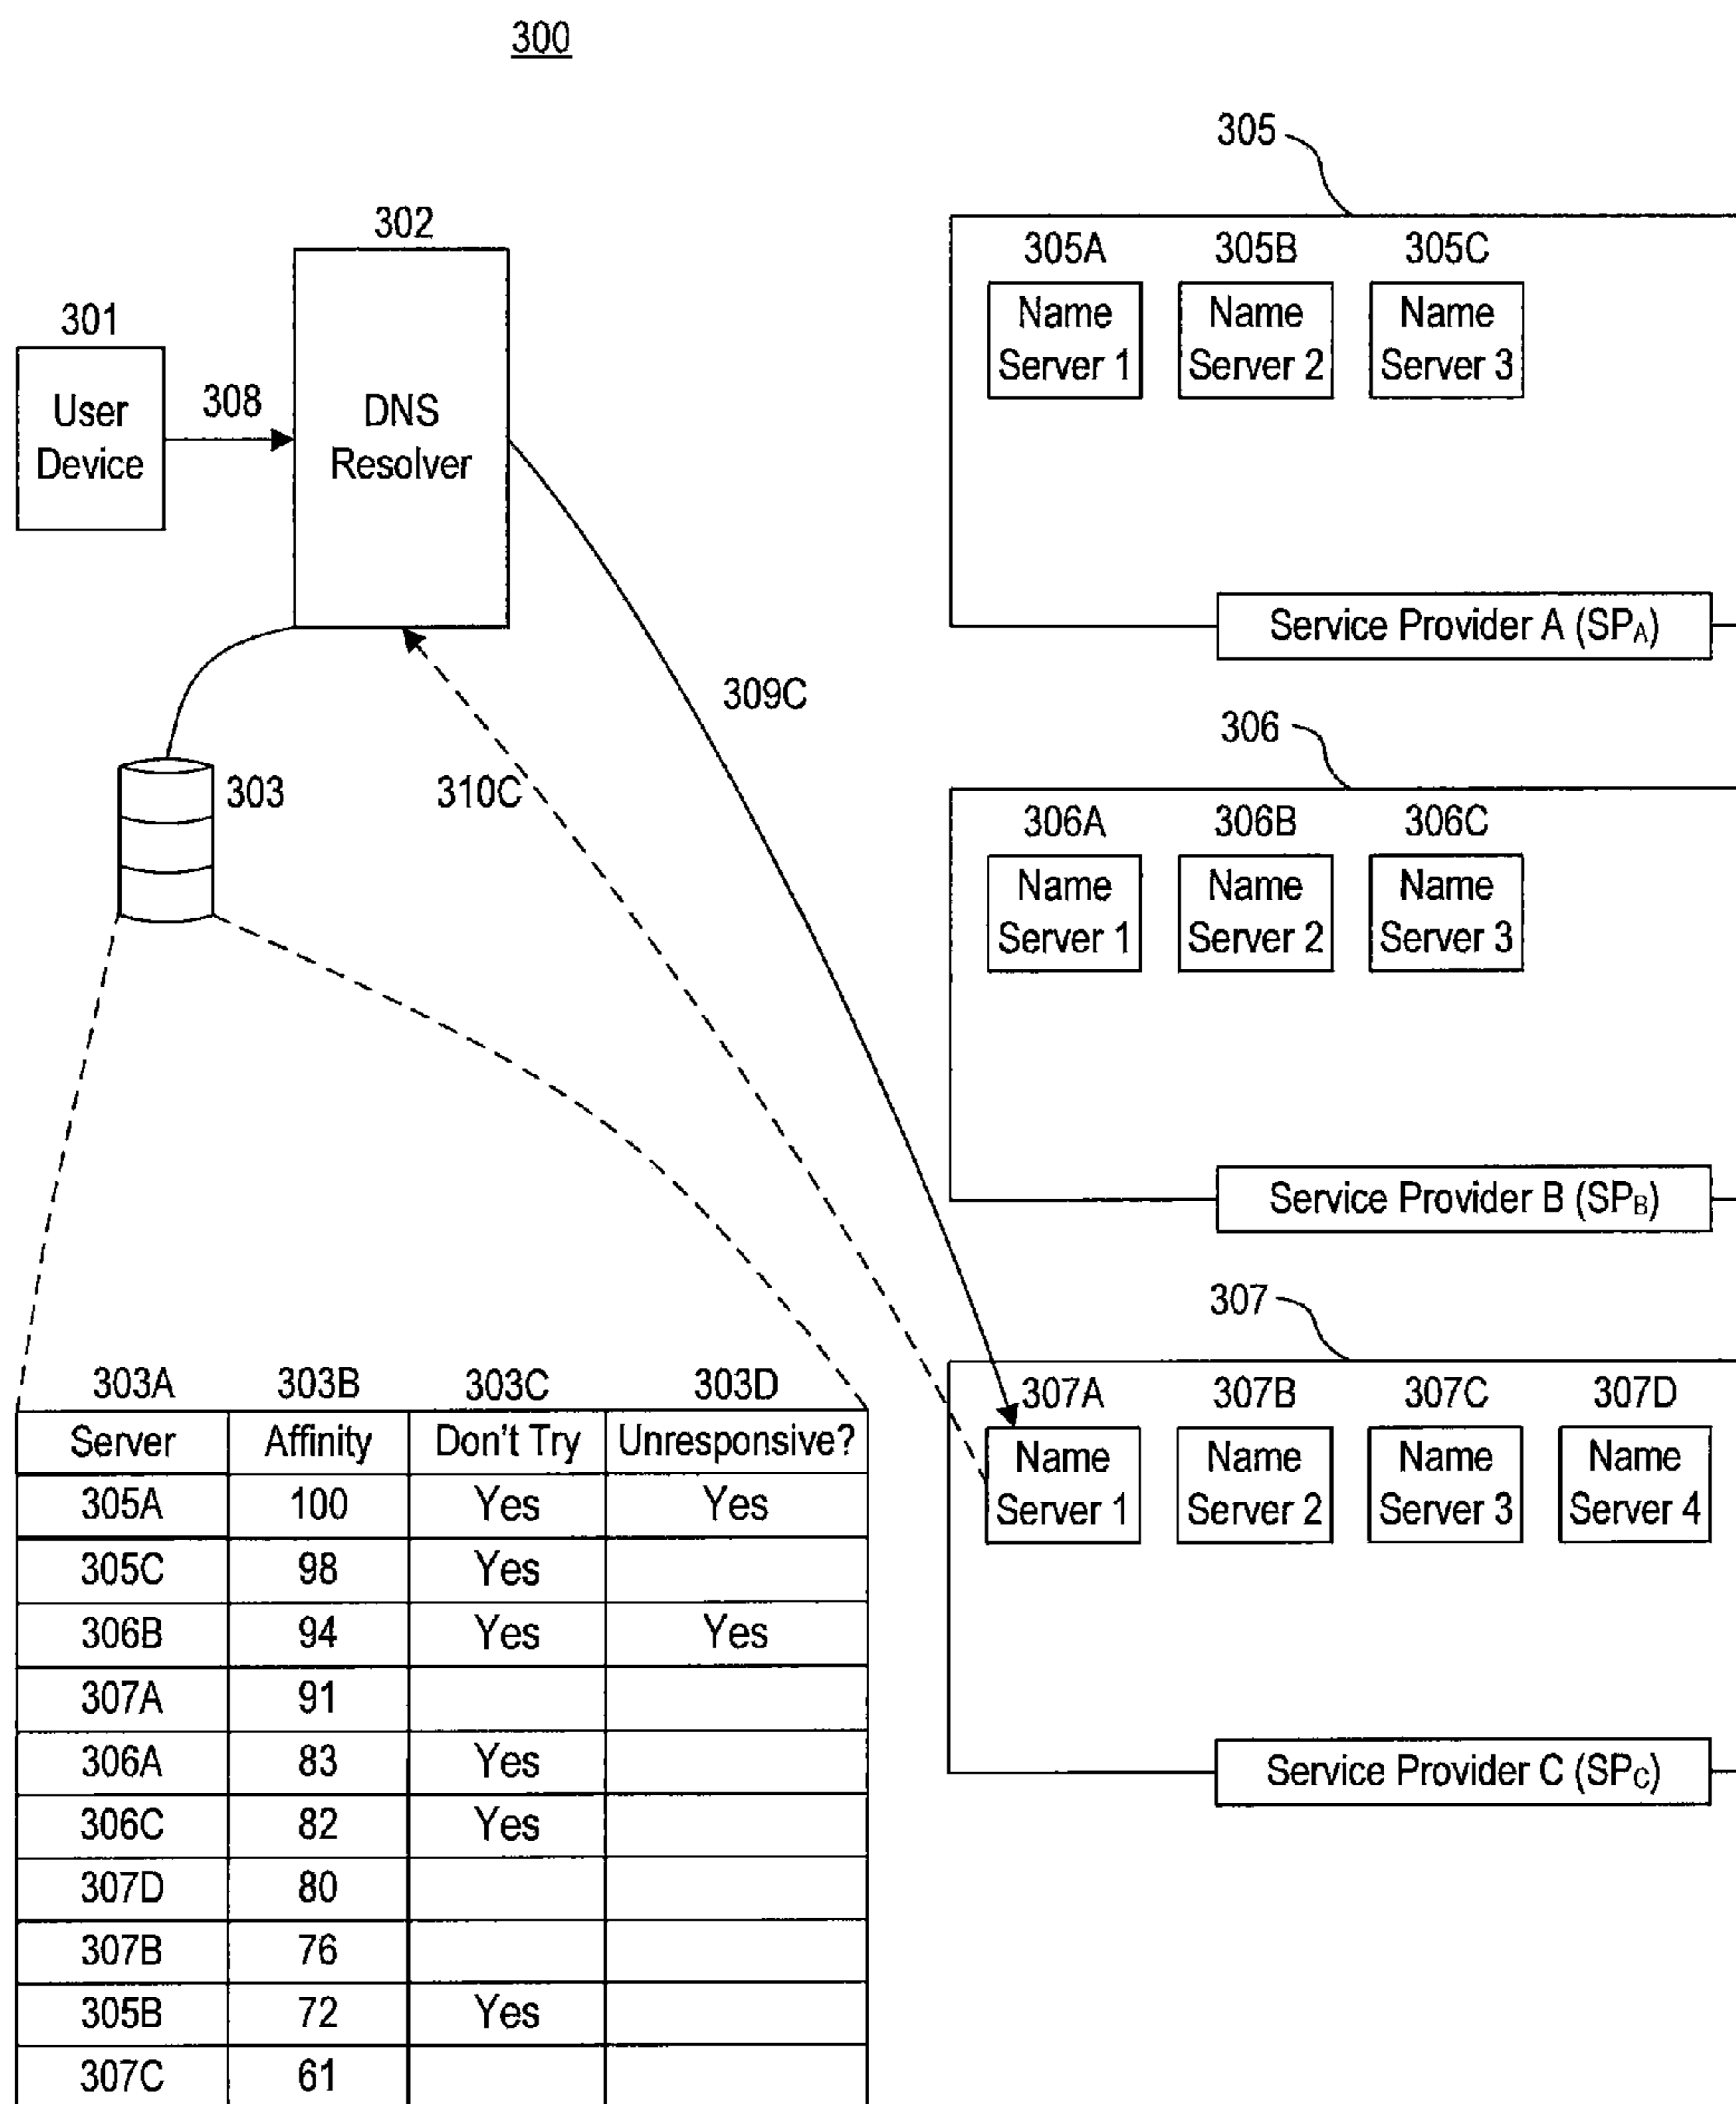 300
305
302
305A 305B 305C
Name Server 1
Name Server 2
Name Server 3
301
User Device
308
DNS Resolver
Service Provider A (SPA)
309C
306
303
310C
306A 306B 306C
Name Server 1
Name Server 2
Name Server 3
Service Provider B (SPB)
307
307A 307B 307C 307D
Name Server 1
Name Server 2
Name Server 3
Name Server 4
Service Provider C (SPC)
303A 303B 303C 303D
Server Affinity Don't Try Unresponsive?
305A 100 Yes Yes
305C 98 Yes
306B 94 Yes Yes
307A 91
306A 83 Yes
306C 82 Yes
307D 80
307B 76
305B 72 Yes
307C 61